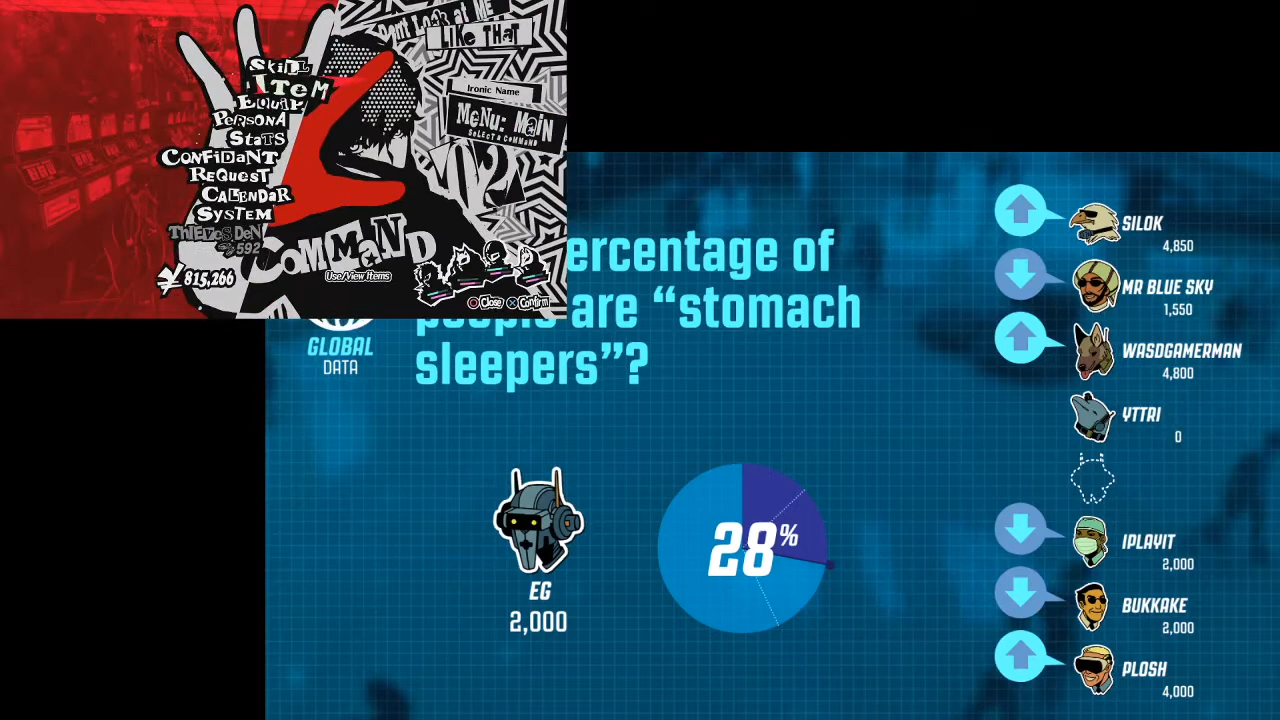 Don't Look at ME
LIKE THAT
Ironic Name
MeNu: MaiN
SeLeCT a CoMMaND
SKiLL
ITeM
EQuiP
PeRSoNA
StaTS
CoNFiDaNT
ReQueST
CaLeNDaR
SySTeM
THIEVeS DeN
592
¥ 815,266
CoMMaND
Use/View items
Close Confirm
ercentage of
people are “stomach
sleepers”?
GLOBAL
DATA
EG
2,000
28%
SILOK
4,850
MR BLUE SKY
1,550
WASDGAMERMAN
4,800
YTTRI
0
IPLAYIT
2,000
BUKKAKE
2,000
PLOSH
4,000